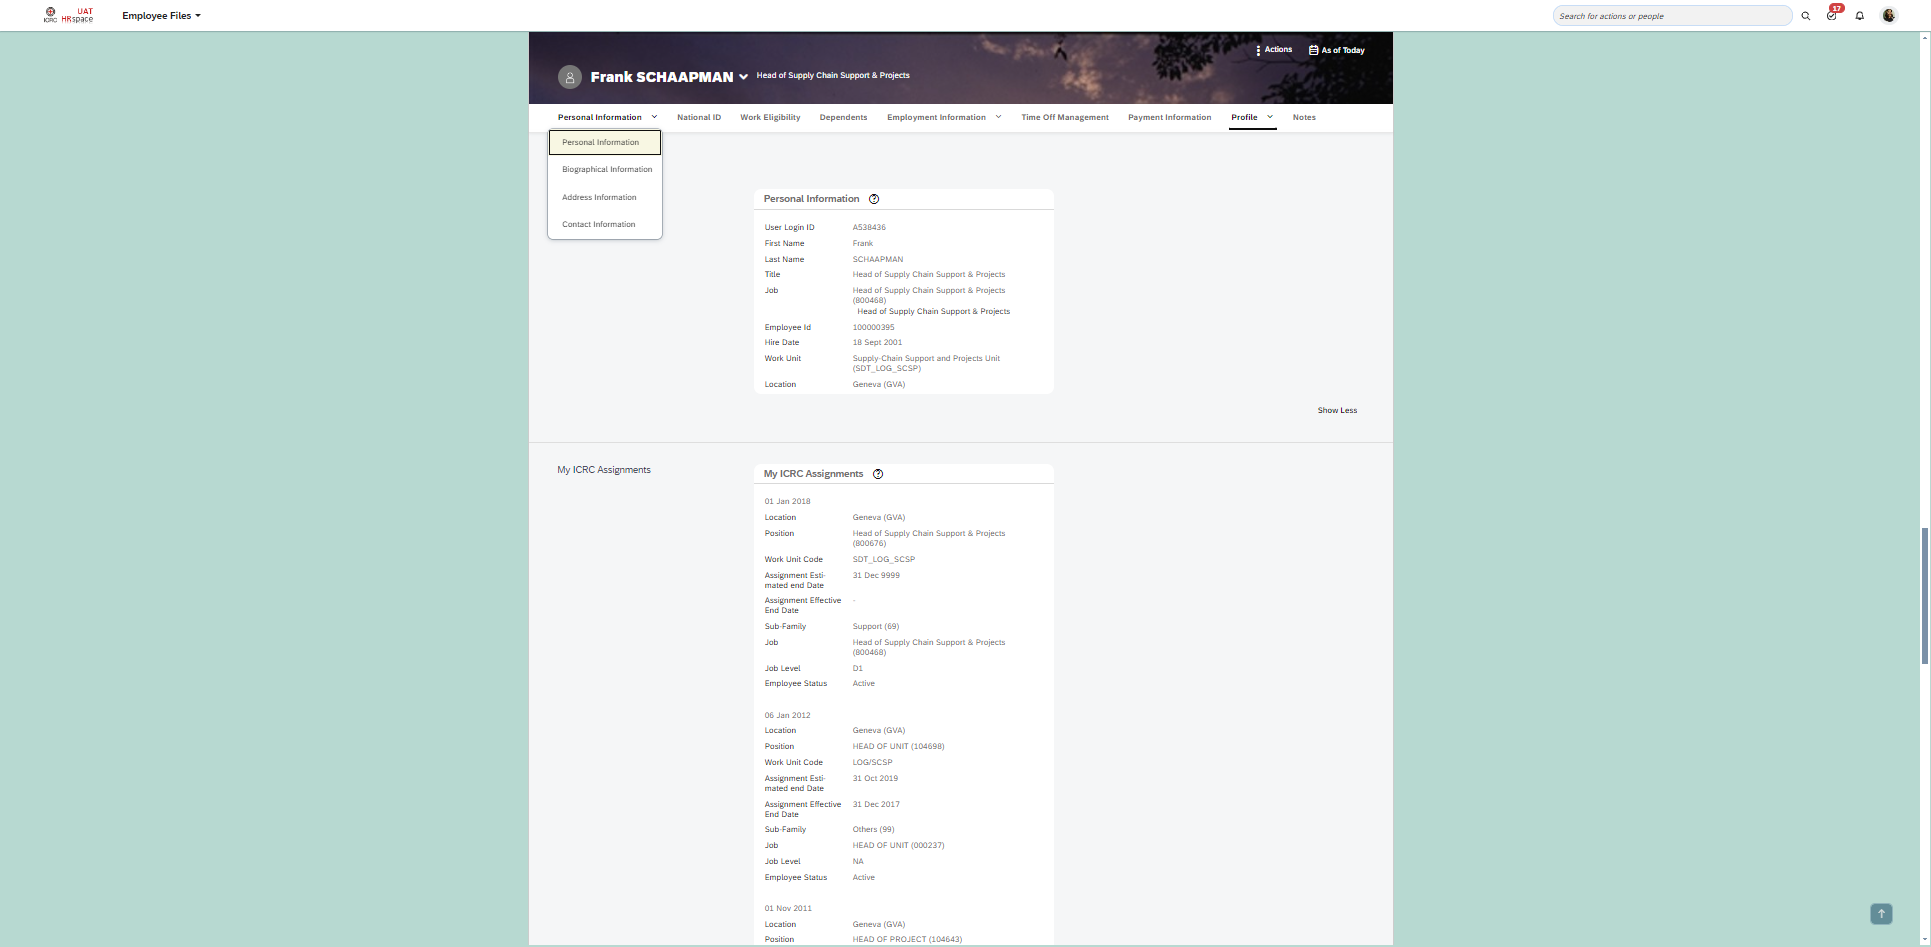 ICRC
UAT
HRspace
Employee Files
Search for actions or people
17
Actions
As of Today
Frank SCHAAPMAN
Head of Supply Chain Support & Projects
Personal Information
National ID
Work Eligibility
Dependents
Employment Information
Time Off Management
Payment Information
Profile
Notes
Personal Information
Biographical Information
Address Information
Contact Information
Personal Information
User Login ID A538436
First Name Frank
Last Name SCHAAPMAN
Title Head of Supply Chain Support & Projects
Job Head of Supply Chain Support & Projects
(800468)
Head of Supply Chain Support & Projects
Employee Id 100000395
Hire Date 18 Sept 2001
Work Unit Supply-Chain Support and Projects Unit
(SDT_LOG_SCSP)
Location Geneva (GVA)
Show Less
My ICRC Assignments
My ICRC Assignments
01 Jan 2018
Location Geneva (GVA)
Position Head of Supply Chain Support & Projects
(800676)
Work Unit Code SDT_LOG_SCSP
Assignment Esti- 31 Dec 9999
mated end Date
Assignment Effective -
End Date
Sub-Family Support (69)
Job Head of Supply Chain Support & Projects
(800468)
Job Level D1
Employee Status Active
06 Jan 2012
Location Geneva (GVA)
Position HEAD OF UNIT (104698)
Work Unit Code LOG/SCSP
Assignment Esti- 31 Oct 2019
mated end Date
Assignment Effective 31 Dec 2017
End Date
Sub-Family Others (99)
Job HEAD OF UNIT (000237)
Job Level NA
Employee Status Active
01 Nov 2011
Location Geneva (GVA)
Position HEAD OF PROJECT (104643)